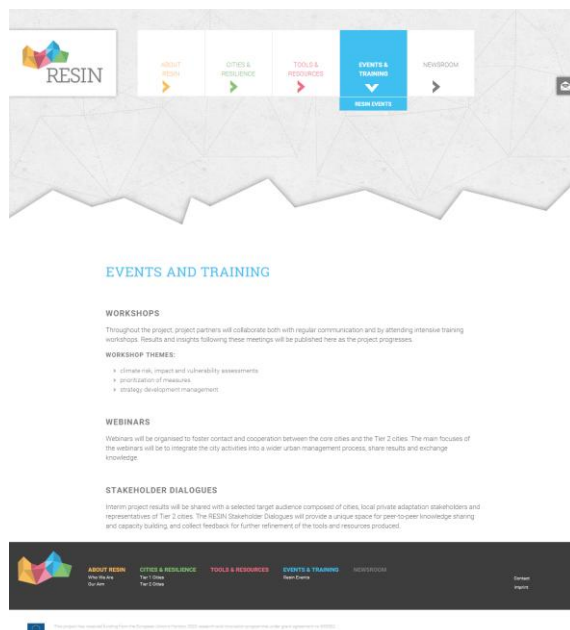 RESIN
ABOUT
RESIN
CITIES &
RESILIENCE
TOOLS &
RESOURCES
EVENTS &
TRAINING
NEWSROOM
RESIN EVENTS
EVENTS AND TRAINING
WORKSHOPS
Throughout the project, project partners will collaborate both with regular communication and by attending intensive training
workshops. Results and insights following these meetings will be published here as the project progresses.
WORKSHOP THEMES:
climate risk, impact and vulnerability assessments
prioritization of measures
strategy development management
WEBINARS
Webinars will be organised to foster contact and cooperation between the core cities and the Tier 2 cities. The main focuses of
the webinars will be to integrate the city activities into a wider urban management process, share results and exchange
knowledge.
STAKEHOLDER DIALOGUES
Interim project results will be shared with a selected target audience composed of cities, local private adaptation stakeholders and
representatives of Tier 2 cities. The RESIN Stakeholder Dialogues will provide a unique space for peer-to-peer knowledge sharing
and capacity building, and collect feedback for further refinement of the tools and resources produced.
ABOUT RESIN
Who We Are
Our Aim
CITIES & RESILIENCE
Tier 1 Cities
Tier 2 Cities
TOOLS & RESOURCES
EVENTS & TRAINING
Resin Events
NEWSROOM
Contact
Imprint